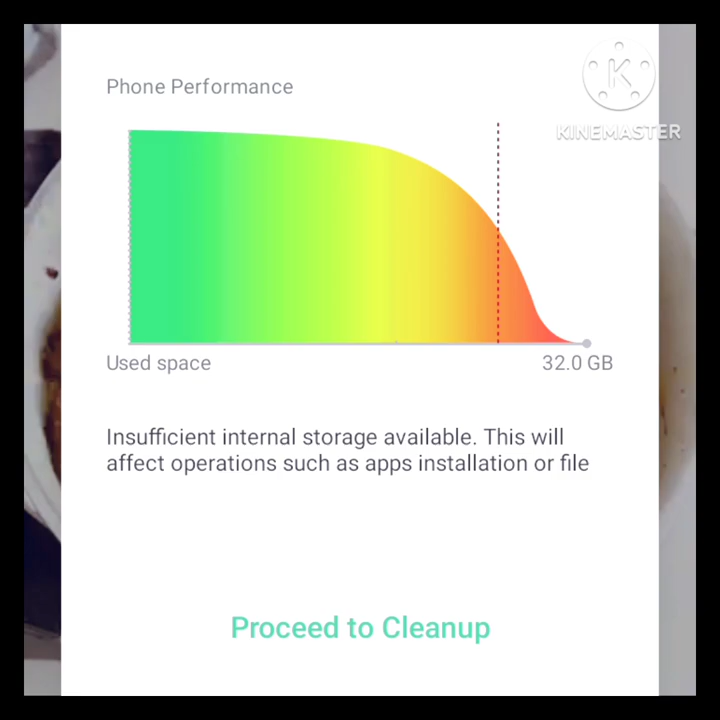 Phone Performance
K
KINEMASTER
Used space
32.0 GB
Insufficient internal storage available. This will
affect operations such as apps installation or file
Proceed to Cleanup